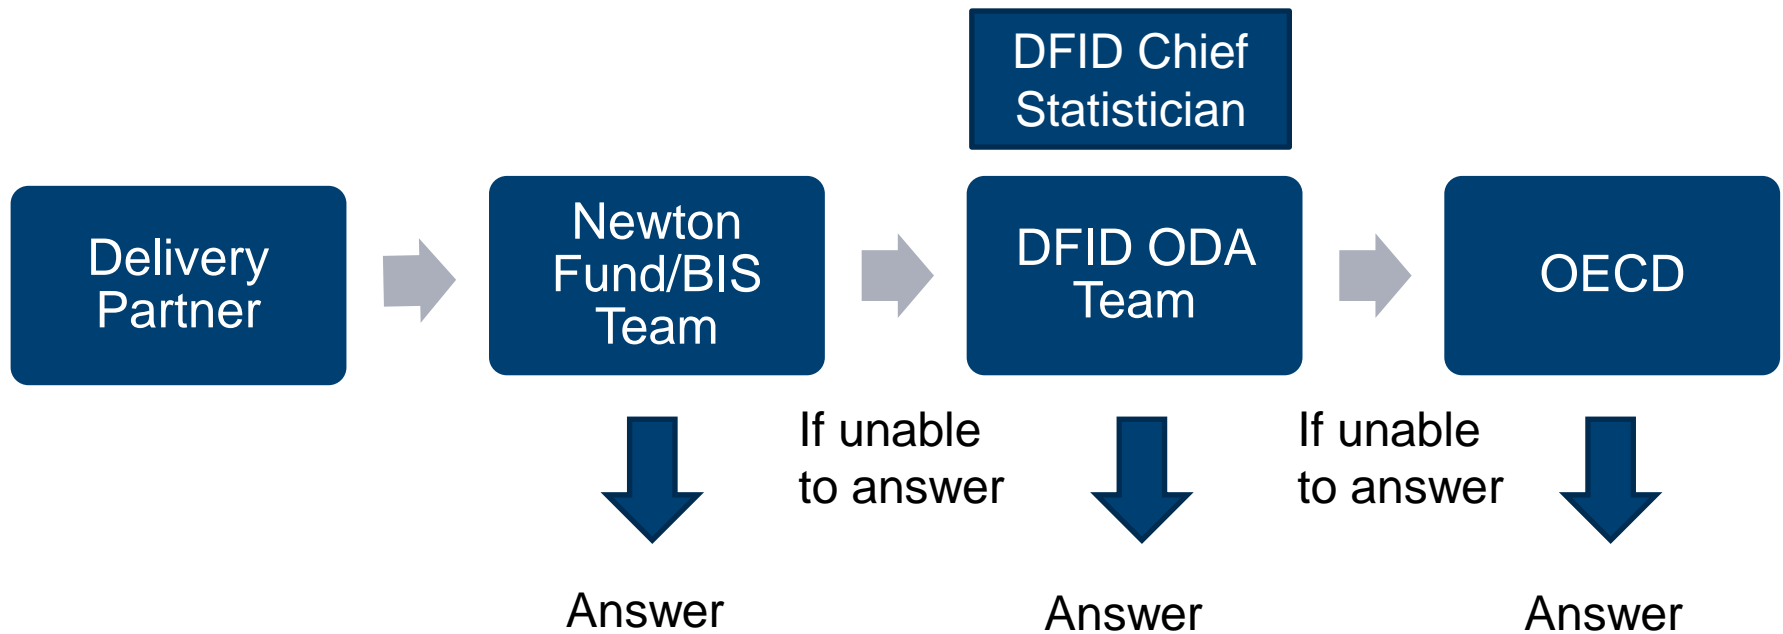 DFID Chief
Statistician
Delivery
Partner
Newton
Fund/BIS
Team
DFID ODA
Team
OECD
If unable
to answer
If unable
to answer
Answer
Answer
Answer